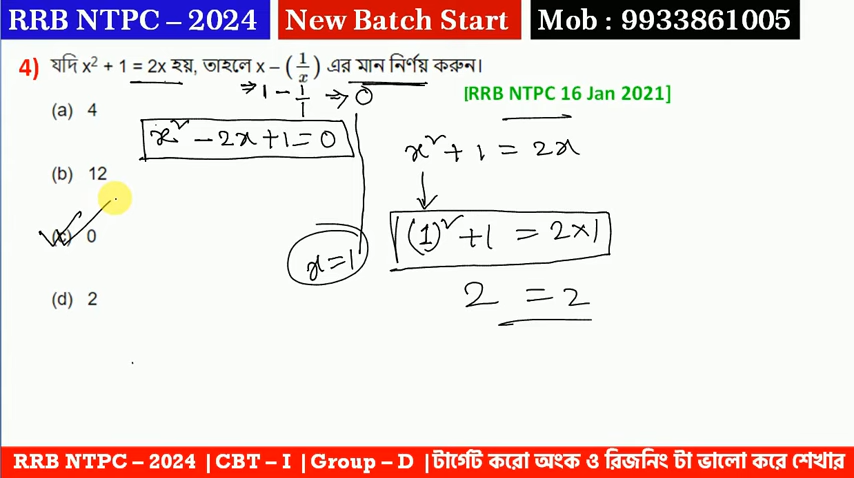 RRB NTPC – 2024 New Batch Start Mob : 9933861005
4) যদি x² + 1 = 2x হয়, তাহলে x – (1/x) এর মান নির্ণয় করুন।
⇒ 1 - 1/1 ⇒ 0
[RRB NTPC 16 Jan 2021]
(a) 4
x² - 2x + 1 = 0
x² + 1 = 2x
(b) 12
(c) 0
(1)² + 1 = 2×1
x = 1
(d) 2
2 = 2
RRB NTPC – 2024 |CBT – I |Group – D |টার্গেট করো অংক ও রিজনিং টা ভালো করে শেখার